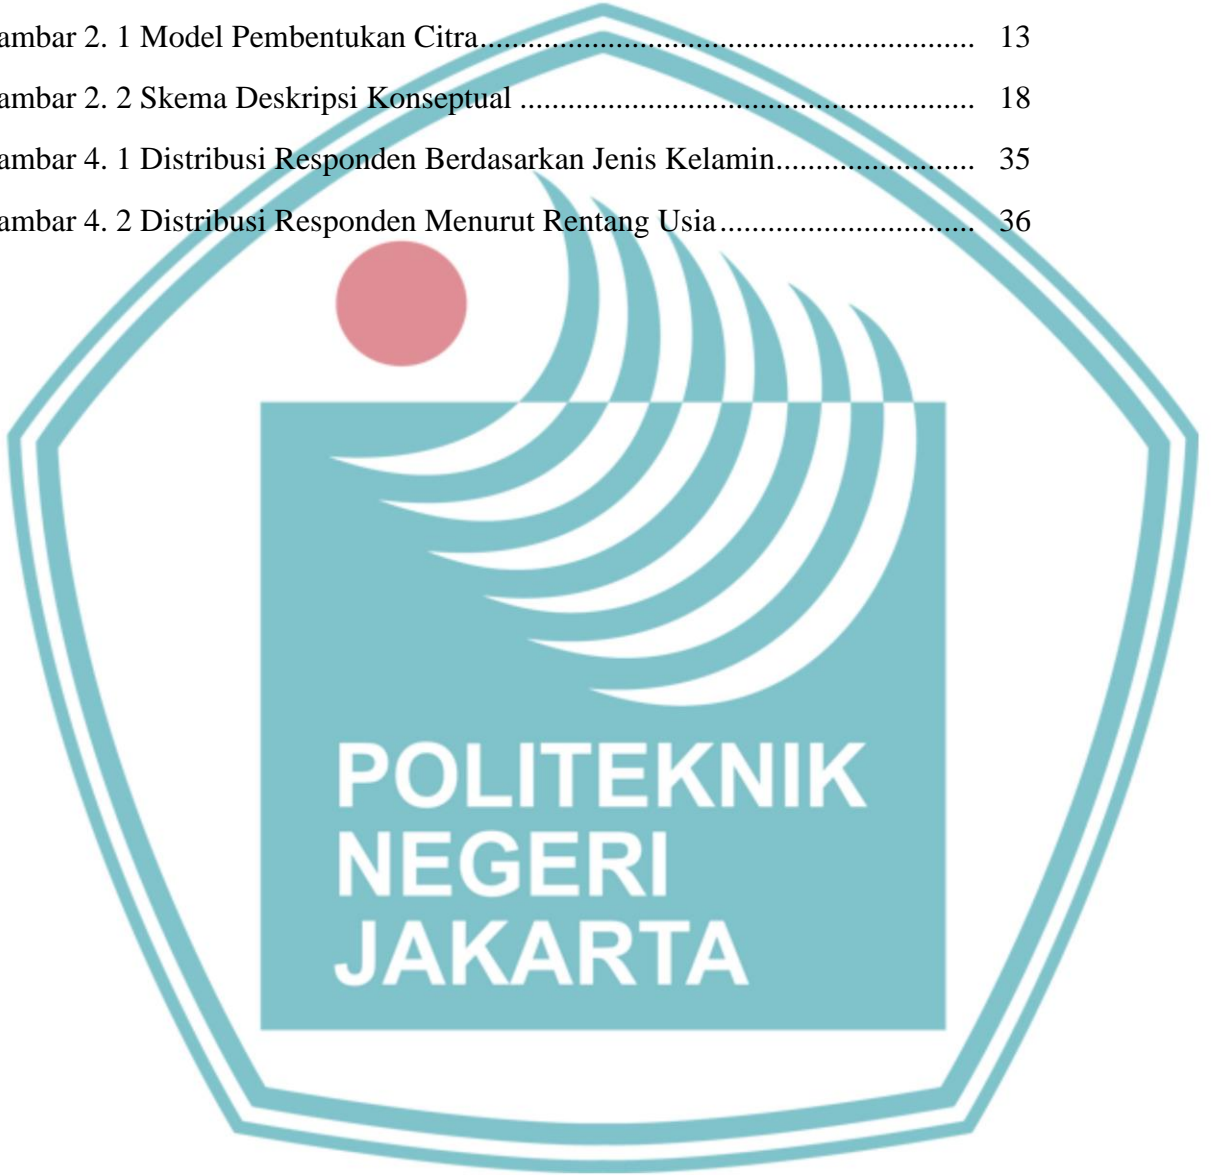 ambar 2. 1 Model Pembentukan Citra............................................................. 13
ambar 2. 2 Skema Deskripsi Konseptual ........................................................ 18
ambar 4. 1 Distribusi Responden Berdasarkan Jenis Kelamin......................... 35
ambar 4. 2 Distribusi Responden Menurut Rentang Usia ............................... 36
POLITEKNIK
NEGERI
JAKARTA